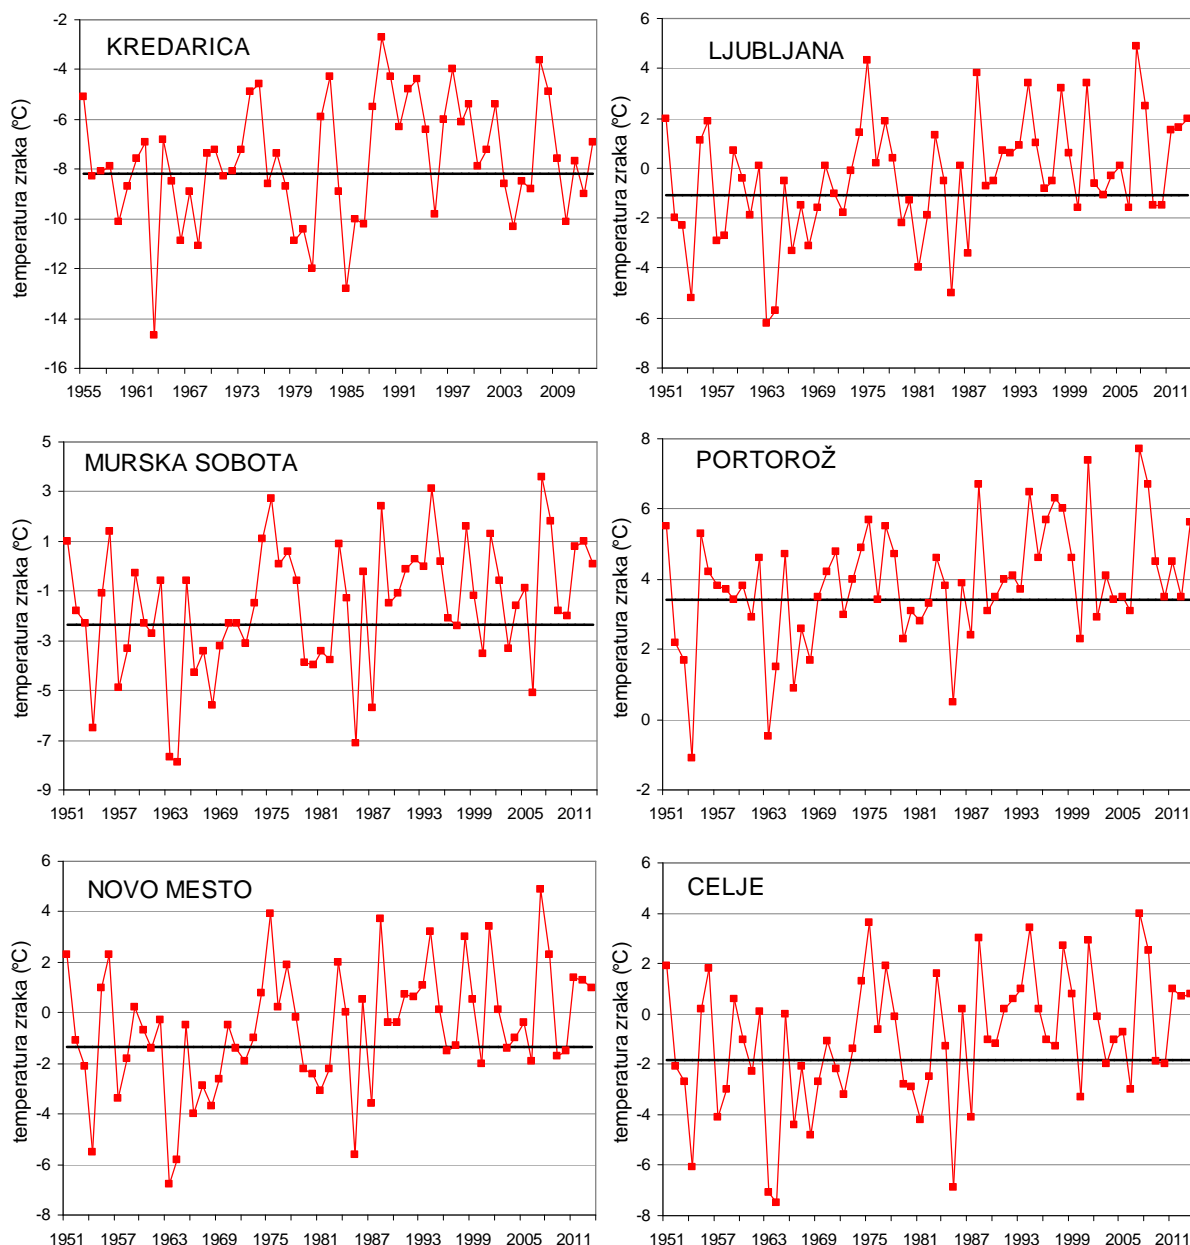 KREDARICA
temperatura zraka (ºC)
-2
-4
-6
-8
-10
-12
-14
-16
1955 1961 1967 1973 1979 1985 1991 1997 2003 2009
LJUBLJANA
temperatura zraka (ºC)
6
4
2
0
-2
-4
-6
-8
1951 1957 1963 1969 1975 1981 1987 1993 1999 2005 2011
MURSKA SOBOTA
temperatura zraka (ºC)
5
3
1
-1
-3
-5
-7
-9
1951 1957 1963 1969 1975 1981 1987 1993 1999 2005 2011
PORTOROŽ
temperatura zraka (ºC)
8
6
4
2
0
-2
1951 1957 1963 1969 1975 1981 1987 1993 1999 2005 2011
NOVO MESTO
temperatura zraka (ºC)
6
4
2
0
-2
-4
-6
-8
1951 1957 1963 1969 1975 1981 1987 1993 1999 2005 2011
CELJE
temperatura zraka (ºC)
6
4
2
0
-2
-4
-6
-8
1951 1957 1963 1969 1975 1981 1987 1993 1999 2005 2011